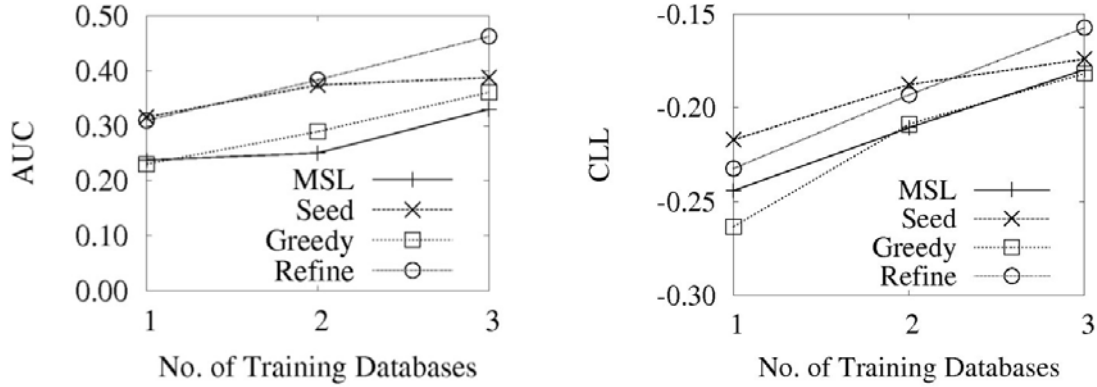 0.50
0.40
0.30
0.20
0.10
0.00
AUC
MSL
Seed
Greedy
Refine
1 2 3
No. of Training Databases
-0.15
-0.20
-0.25
-0.30
CLL
MSL
Seed
Greedy
Refine
1 2 3
No. of Training Databases